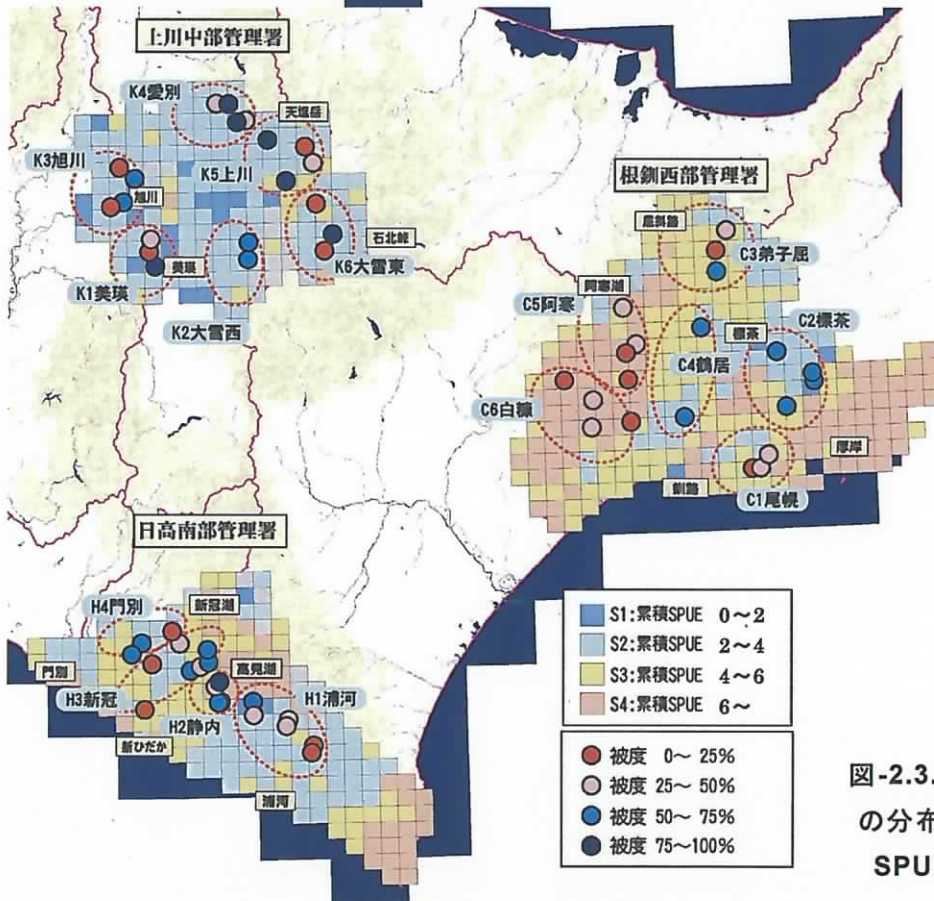 上川中部管理署
K4愛別
天塩岳
K3旭川
K5上川
旭川
石北峠
K1美瑛
美瑛
K6大雪東
K2大雪西
根釧西部管理署
屈斜路
C3弟子屈
阿寒湖
C5阿寒
C2標茶
標茶
C4鶴居
C6白糠
厚岸
釧路
C1尾幌
日高南部管理署
H4門別
新冠湖
門別
高見湖
H1浦河
H3新冠
H2静内
新ひだか
浦河
S1:累積SPUE 0～2
S2:累積SPUE 2～4
S3:累積SPUE 4～6
S4:累積SPUE 6～
被度 0～ 25%
被度 25～ 50%
被度 50～ 75%
被度 75～100%
図-2.3.
の分布
SPU